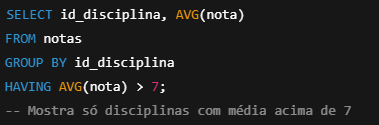 SELECT id_disciplina, AVG(nota)
FROM notas
GROUP BY id_disciplina
HAVING AVG(nota) > 7;
-- Mostra só disciplinas com média acima de 7